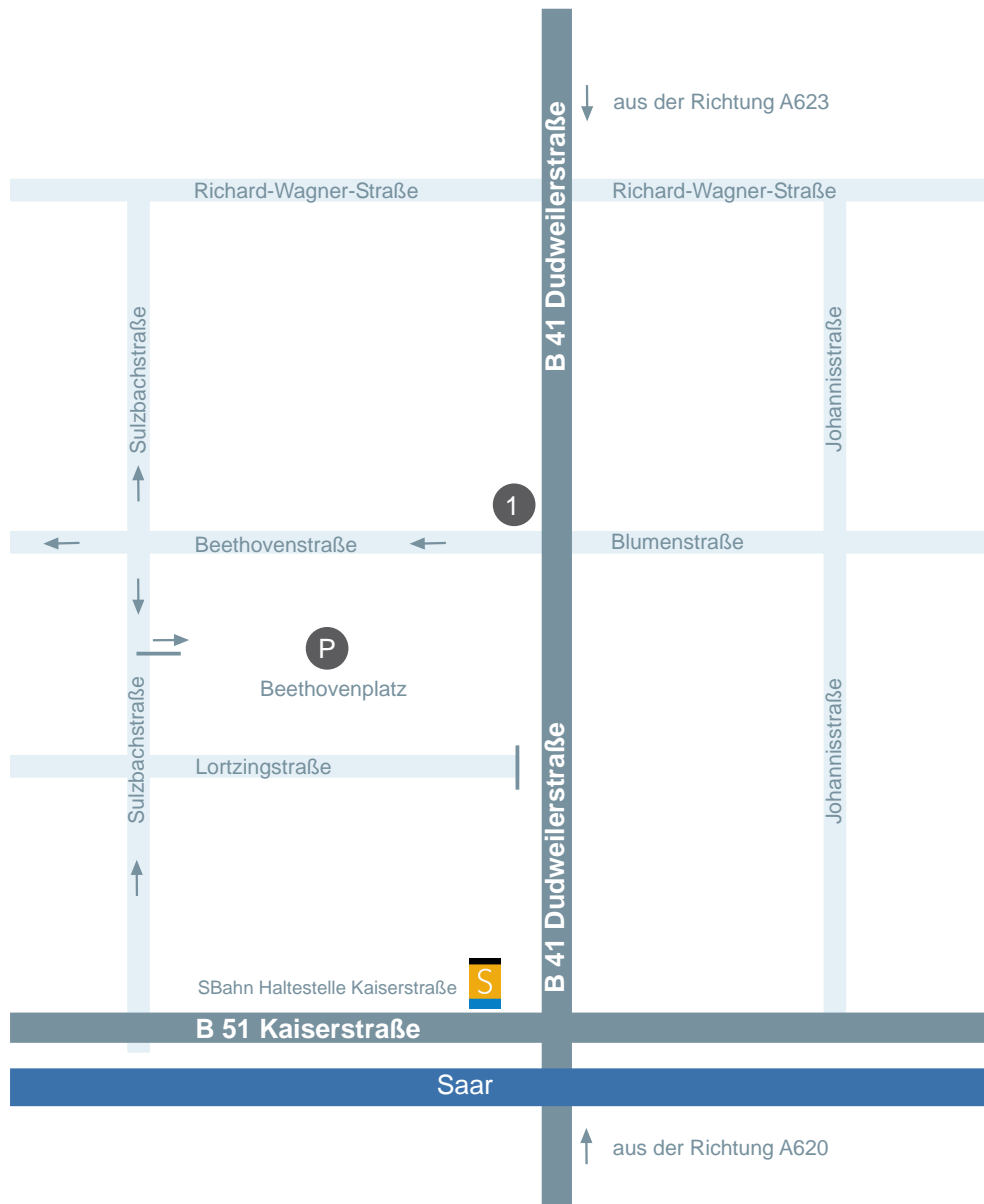 aus der Richtung A623
Richard-Wagner-Straße
Richard-Wagner-Straße
B 41 Dudweilerstraße
Sulzbachstraße
Johannisstraße
1
Beethovenstraße
Blumenstraße
P
Beethovenplatz
Sulzbachstraße
Lortzingstraße
B 41 Dudweilerstraße
Johannisstraße
SBahn Haltestelle Kaiserstraße
S
B 51 Kaiserstraße
Saar
aus der Richtung A620